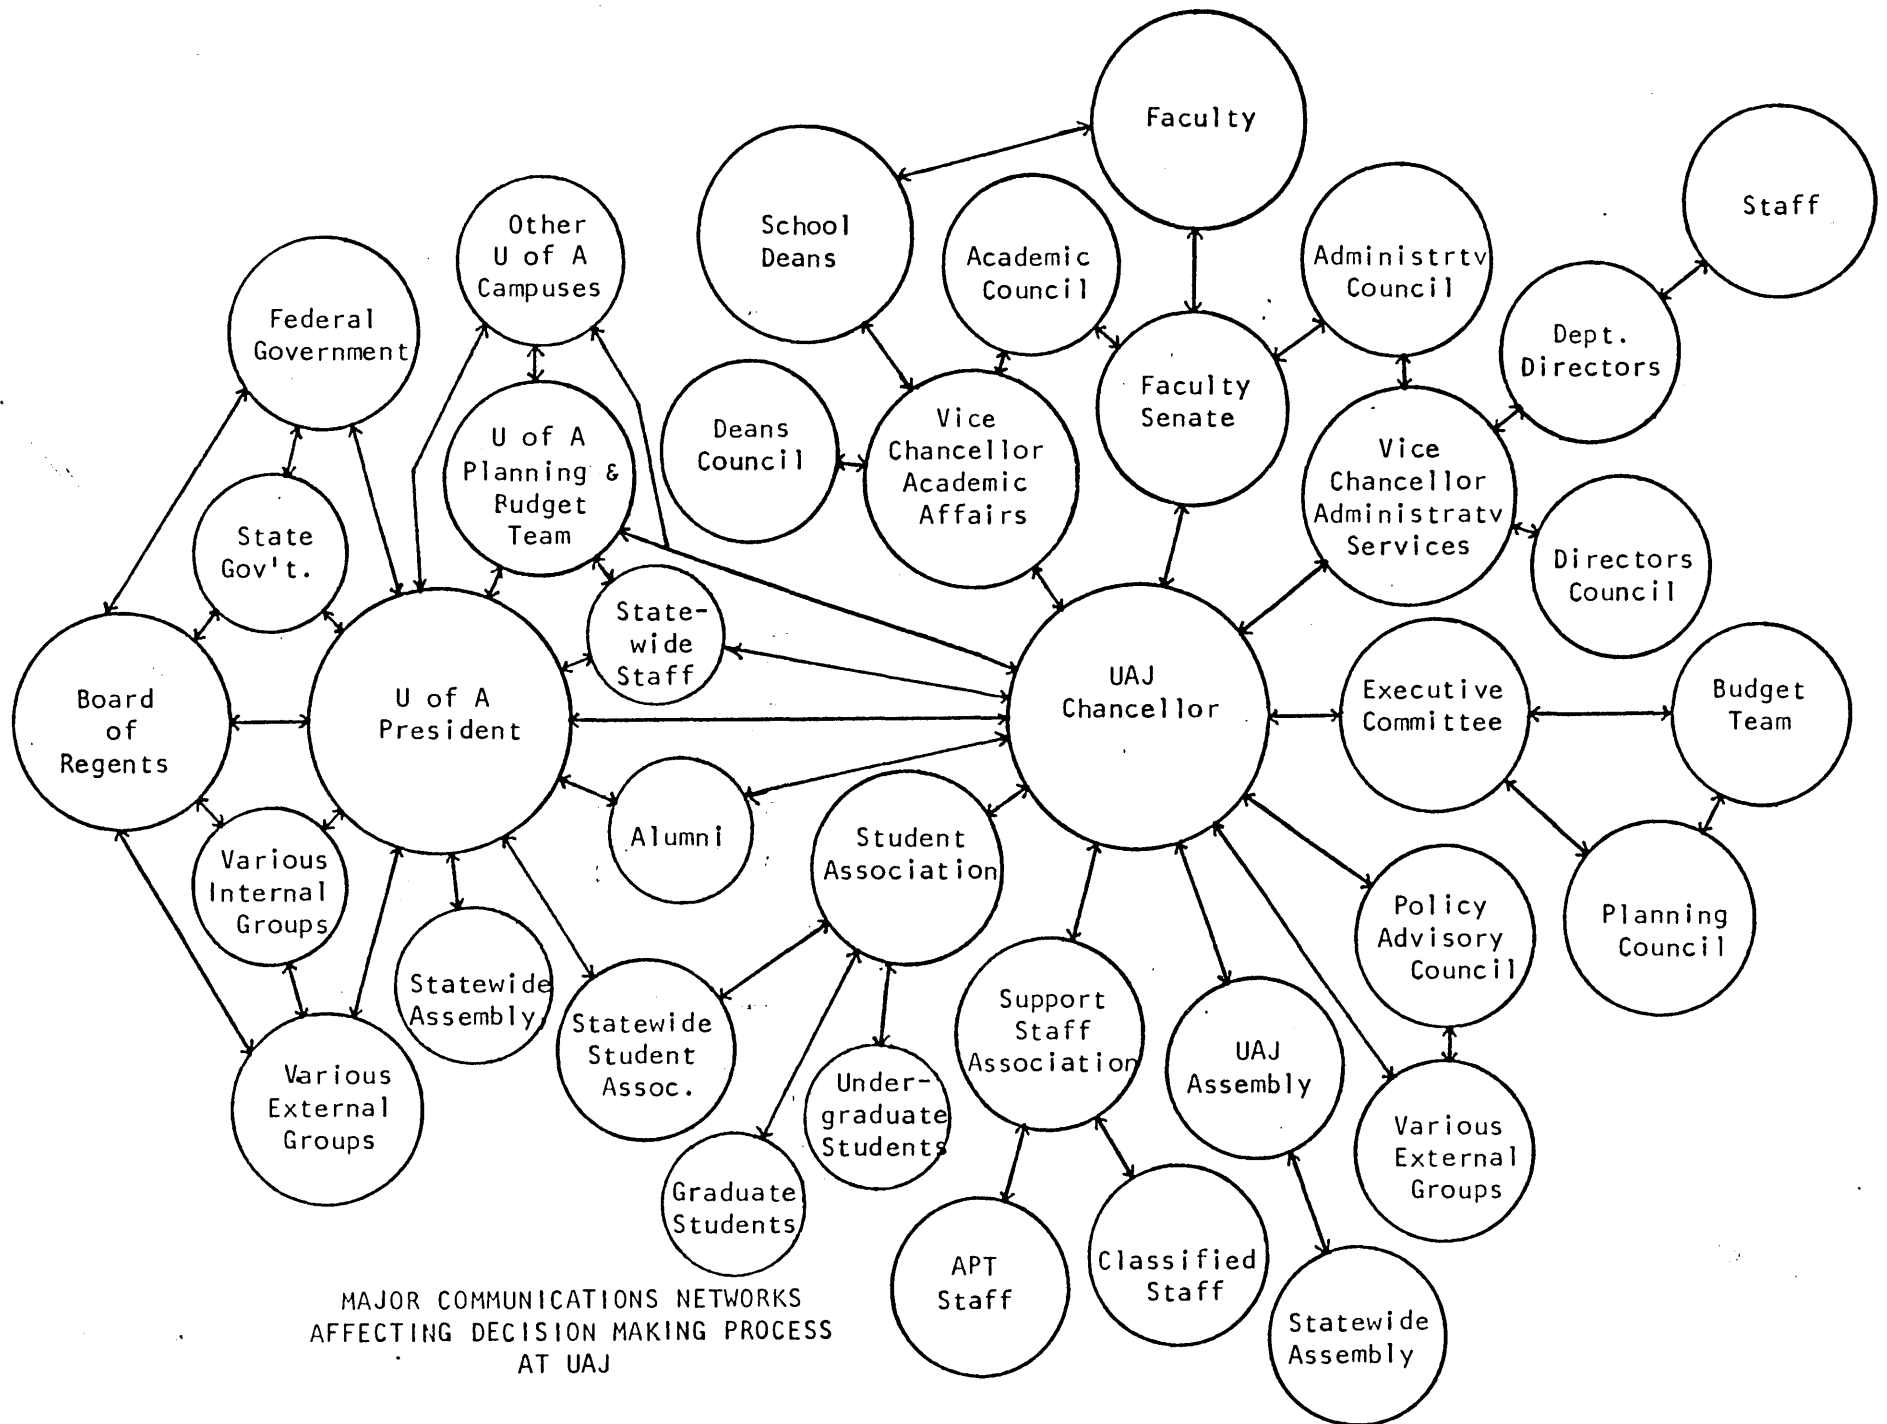 Faculty
Staff
School
Deans
Other
U of A
Campuses
Academic
Council
Administrtv
Council
Federal
Government
Dept.
Directors
Faculty
Senate
Deans
Council
Vice
Chancellor
Academic
Affairs
U of A
Planning &
Budget
Team
Vice
Chancellor
Administratv
Services
State
Gov't.
Directors
Council
State-
wide
Staff
Board
of
Regents
U of A
President
UAJ
Chancellor
Executive
Committee
Budget
Team
Alumni
Student
Association
Various
Internal
Groups
Policy
Advisory
Council
Planning
Council
Statewide
Assembly
Statewide
Student
Assoc.
Support
Staff
Association
UAJ
Assembly
Various
External
Groups
Under-
graduate
Students
Various
External
Groups
Graduate
Students
APT
Staff
Classified
Staff
Statewide
Assembly
MAJOR COMMUNICATIONS NETWORKS
AFFECTING DECISION MAKING PROCESS
AT UAJ